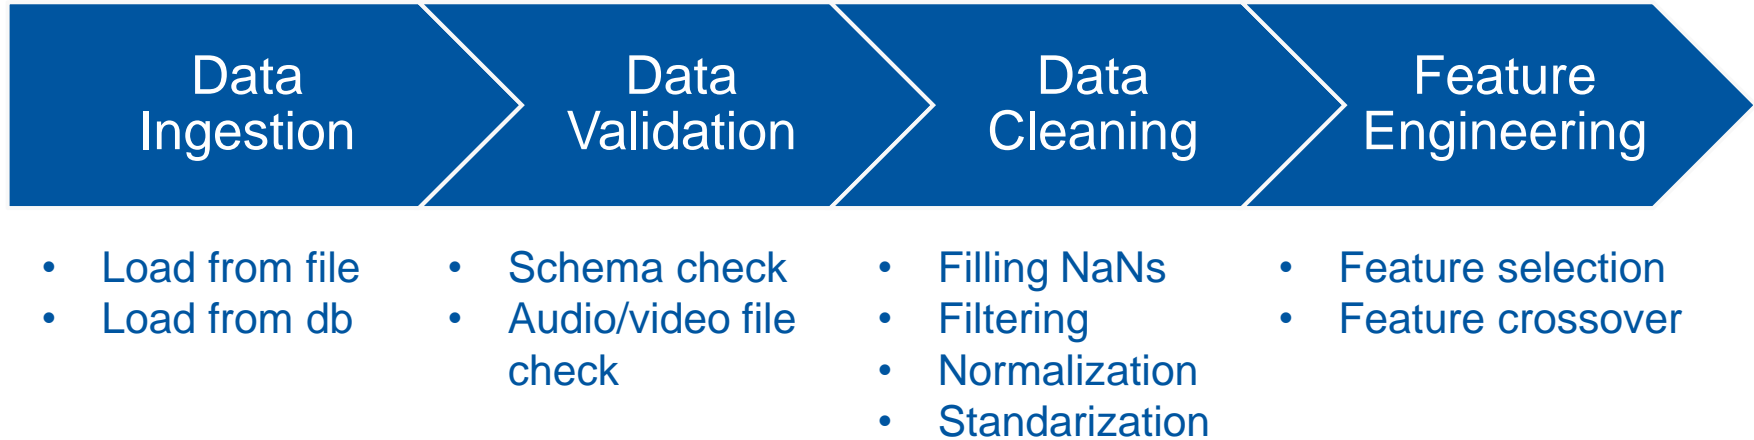 Data
Ingestion
Data
Validation
Data
Cleaning
Feature
Engineering
• Load from file
• Load from db
• Schema check
• Audio/video file
check
• Filling NaNs
• Filtering
• Normalization
• Standarization
• Feature selection
• Feature crossover